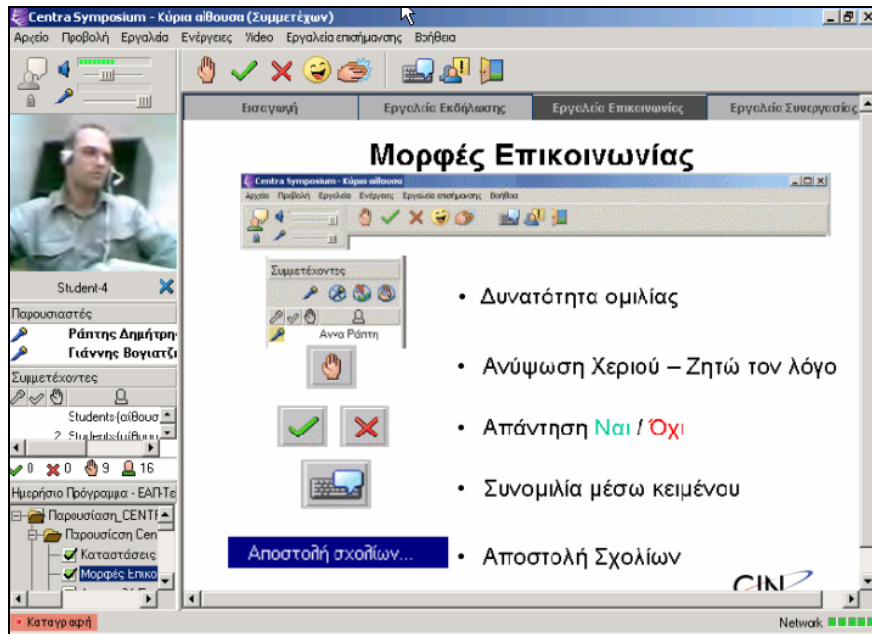 Centra Symposium - Κύρια αίθουσα (Συμμετέχων)
Αρχείο Προβολή Εργαλεία Ενέργειες Video Εργαλεία επισήμανσης Βοήθεια
Εισαγωγή Εργαλεία Εκδήλωσης Εργαλεία Επικοινωνίας Εργαλεία Συνεργασίας
Μορφές Επικοινωνίας
Centra Symposium - Κύρια αίθουσα
Αρχείο Προβολή Εργαλεία Ενέργειες Εργαλεία επισήμανσης Βοήθεια
Συμμετέχοντες
Αννα Ράπτη
• Δυνατότητα ομιλίας
• Ανύψωση Χεριού – Ζητώ τον λόγο
• Απάντηση Ναι / Όχι
• Συνομιλία μέσω κειμένου
Αποστολή σχολίων...
• Αποστολή Σχολίων
Student-4
Παρουσιαστές
Ράπτης Δημήτρη
Γιάννης Βογιατζι
Συμμετέχοντες
Students-(αίθουσ
0 0 9 16
Ημερήσιο Πρόγραμμα - ΕΑΠ-Τε
Παρουσίαση_CENTF
Παρουσίαση Cen
Καταστάσεις
Μορφές Επικο
Καταγραφή
Network